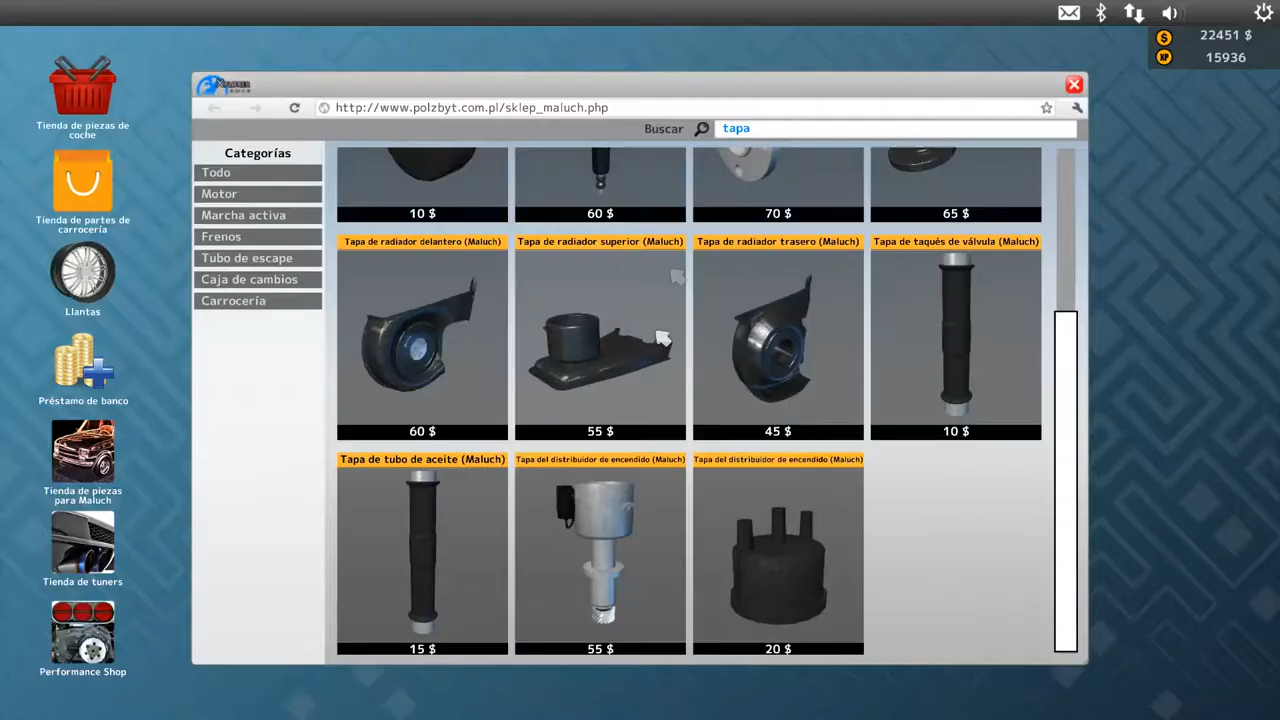 22451 $
XP 15936
http://www.polzbyt.com.pl/sklep_maluch.php
Buscar tapa
Categorías
Todo
Motor
Marcha activa
Frenos
Tubo de escape
Caja de cambios
Carrocería
Tienda de piezas de
coche
Tienda de partes de
carrocería
Llantas
Préstamo de banco
Tienda de piezas
para Maluch
Tienda de tuners
Performance Shop
10 $
60 $
70 $
65 $
Tapa de radiador delantero (Maluch)
Tapa de radiador superior (Maluch)
Tapa de radiador trasero (Maluch)
Tapa de taqués de válvula (Maluch)
60 $
55 $
45 $
10 $
Tapa de tubo de aceite (Maluch)
Tapa del distribuidor de encendido (Maluch)
Tapa del distribuidor de encendido (Maluch)
15 $
55 $
20 $